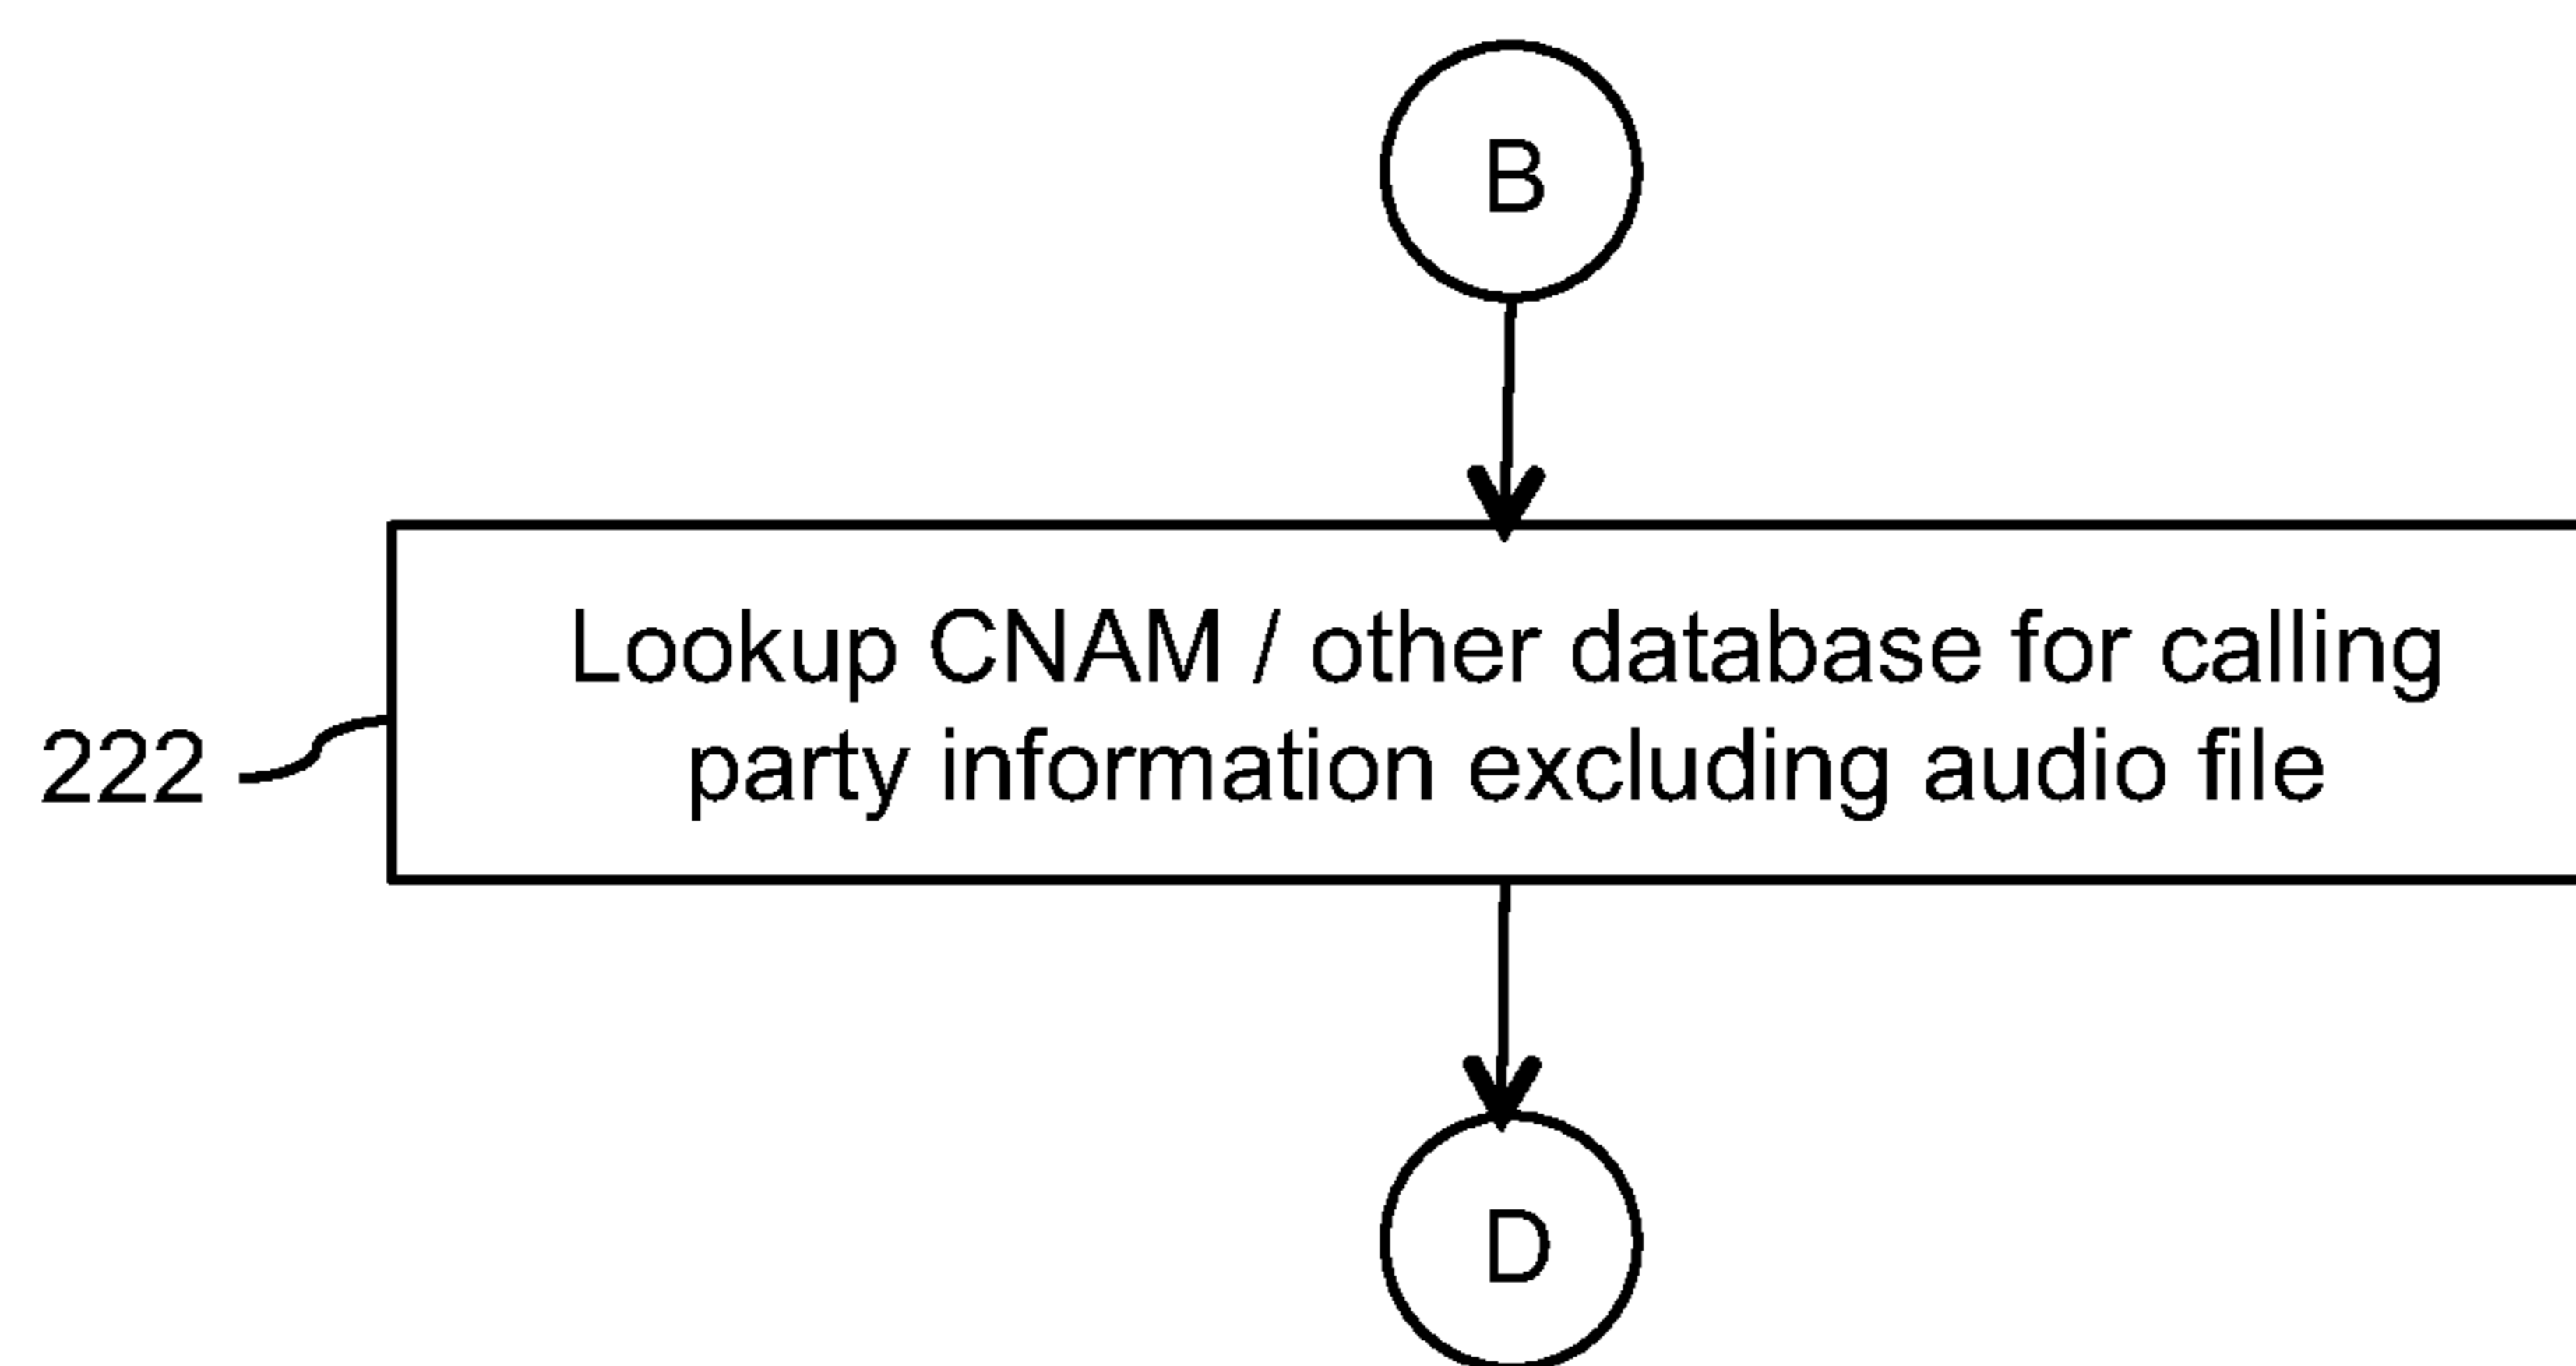 B
Lookup CNAM / other database for calling
party information excluding audio file
222
D